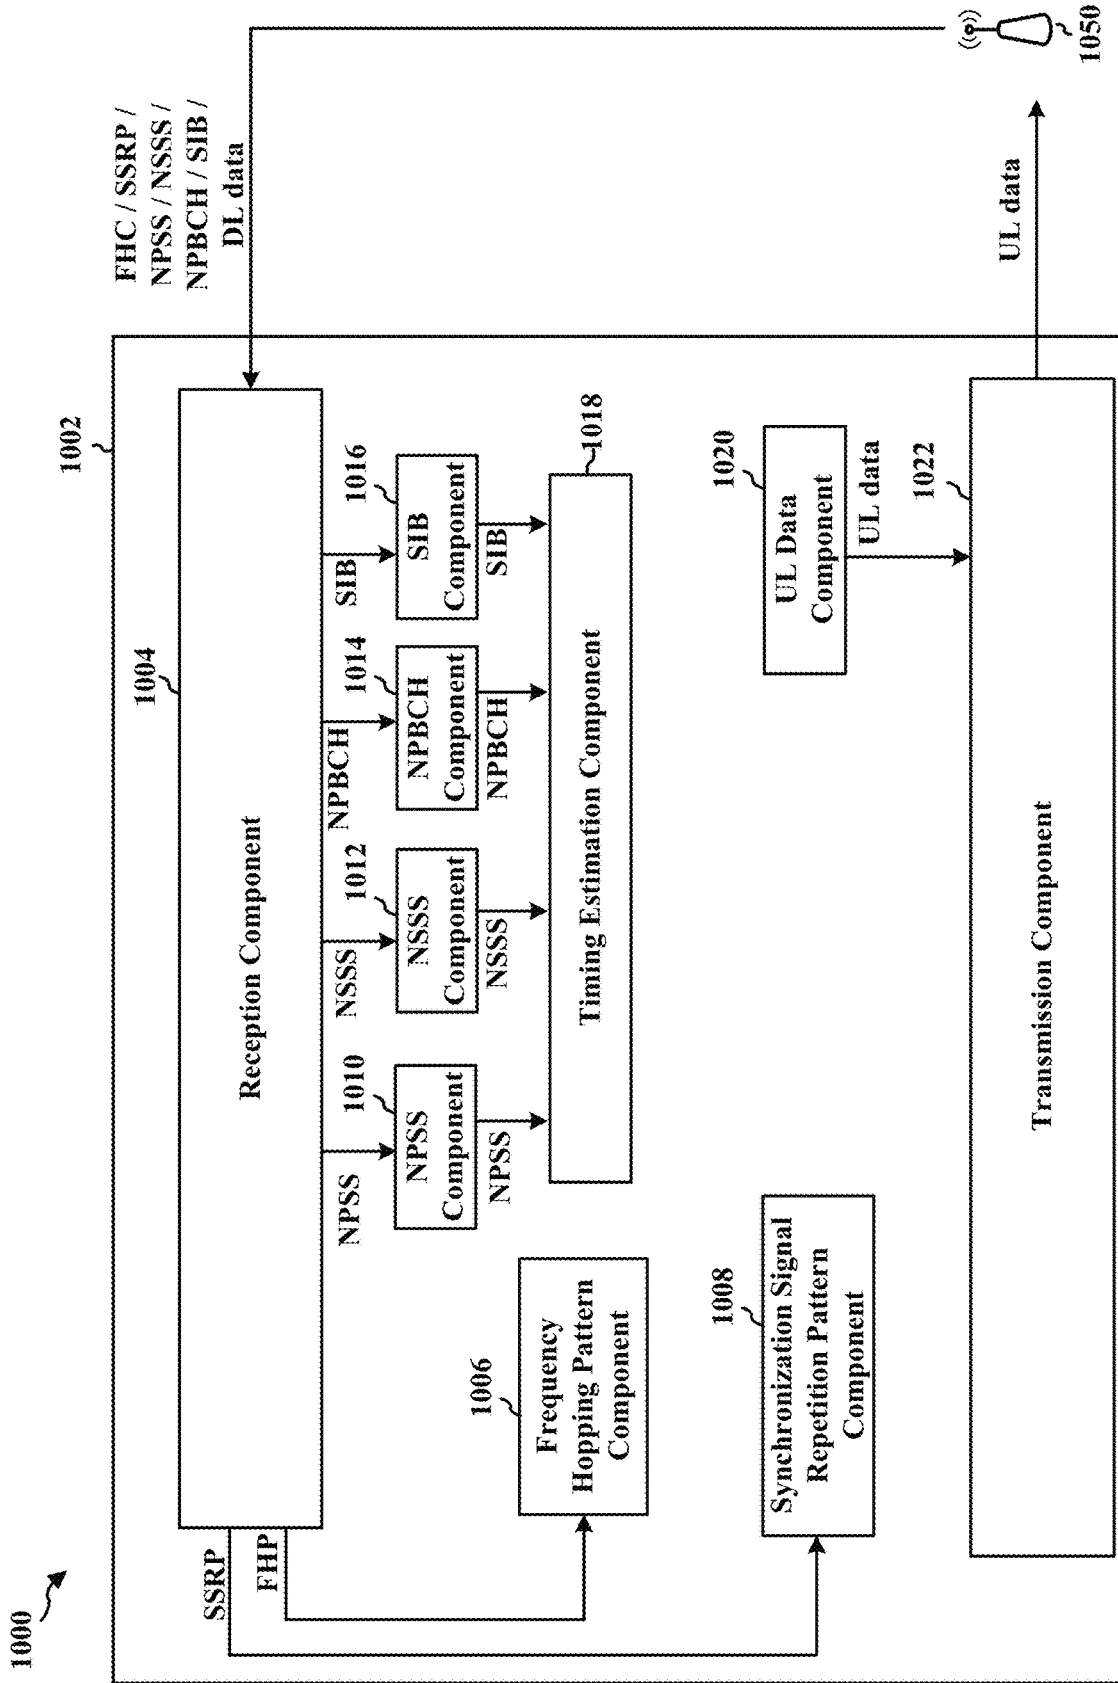 1000
1002
FHC / SSRP /
NPSS / NSSS /
NPBCH / SIB /
DL data
1050
UL data
1004
Reception Component
SSRP
FHP
NPSS
NSSS
NPBCH
SIB
1010
NPSS
Component
1012
NSSS
Component
1014
NPBCH
Component
1016
SIB
Component
NPSS
NSSS
NPBCH
SIB
1018
Timing Estimation Component
1006
Frequency
Hopping Pattern
Component
1008
Synchronization Signal
Repetition Pattern
Component
1020
UL Data
Component
UL data
1022
Transmission Component